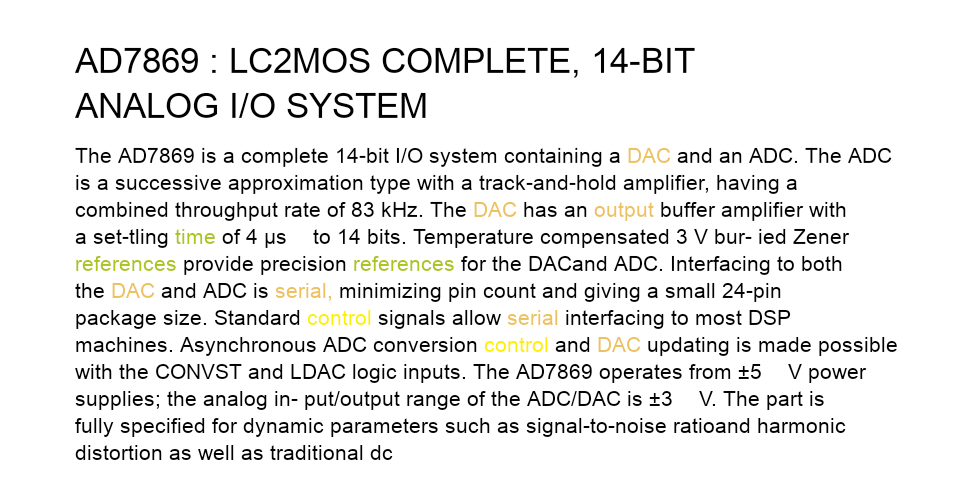 AD7869 : LC2MOS COMPLETE, 14-BIT
ANALOG I/O SYSTEM
The AD7869 is a complete 14-bit I/O system containing a DAC and an ADC. The ADC
is a successive approximation type with a track-and-hold amplifier, having a
combined throughput rate of 83 kHz. The DAC has an output buffer amplifier with
a set-tling time of 4 µs to 14 bits. Temperature compensated 3 V bur- ied Zener
references provide precision references for the DACand ADC. Interfacing to both
the DAC and ADC is serial, minimizing pin count and giving a small 24-pin
package size. Standard control signals allow serial interfacing to most DSP
machines. Asynchronous ADC conversion control and DAC updating is made possible
with the CONVST and LDAC logic inputs. The AD7869 operates from ±5 V power
supplies; the analog in- put/output range of the ADC/DAC is ±3 V. The part is
fully specified for dynamic parameters such as signal-to-noise ratioand harmonic
distortion as well as traditional dc